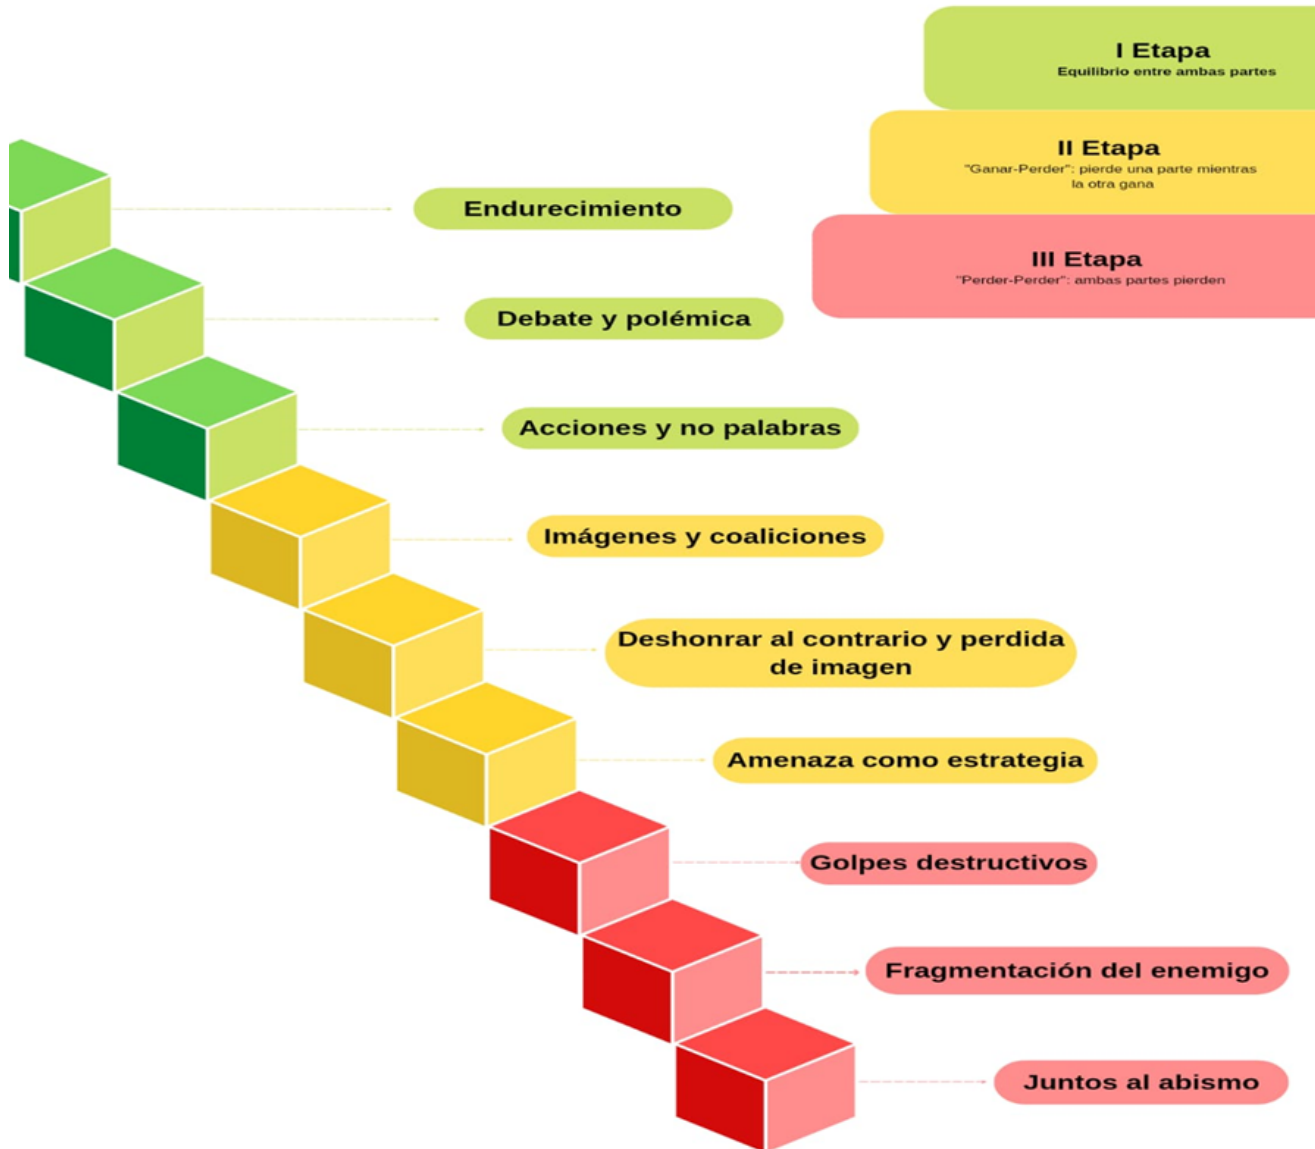 I Etapa
Equilibrio entre ambas partes
II Etapa
"Ganar-Perder": pierde una parte mientras
la otra gana
III Etapa
"Perder-Perder": ambas partes pierden
Endurecimiento
Debate y polémica
Acciones y no palabras
Imágenes y coaliciones
Deshonrar al contrario y perdida
de imagen
Amenaza como estrategia
Golpes destructivos
Fragmentación del enemigo
Juntos al abismo